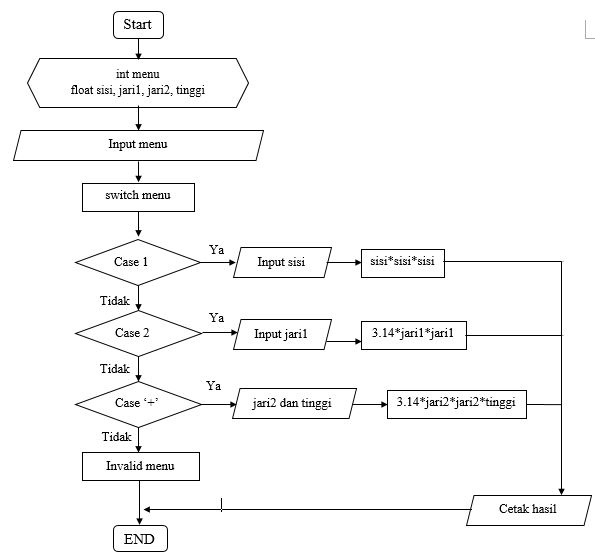 Start
int menu
float sisi, jari1, jari2, tinggi
Input menu
switch menu
Case 1
Ya
Input sisi
sisi*sisi*sisi
Tidak
Case 2
Ya
Input jari1
3.14*jari1*jari1
Tidak
Case ‘+’
Ya
jari2 dan tinggi
3.14*jari2*jari2*tinggi
Tidak
Invalid menu
Cetak hasil
END